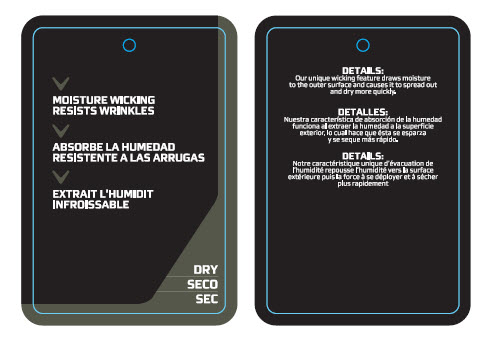 MOISTURE WICKING
RESISTS WRINKLES
ABSORBE LA HUMEDAD
RESISTENTE A LAS ARRUGAS
EXTRAIT L'HUMIDIT
INFROISSABLE
DRY
SECO
SEC
DETAILS:
Our unique wicking feature draws moisture
to the outer surface and causes it to spread out
and dry more quickly.
DETALLES:
Nuestra característica de absorción de la humedad
funciona al extraer la humedad a la superficie
exterior, lo cual hace que ésta se esparza
y se seque más rápido.
DÉTAILS:
Notre caractéristique unique d'évacuation de
l'humidité repousse l'humidité vers la surface
extérieure puis la force à se déployer et à sécher
plus rapidement